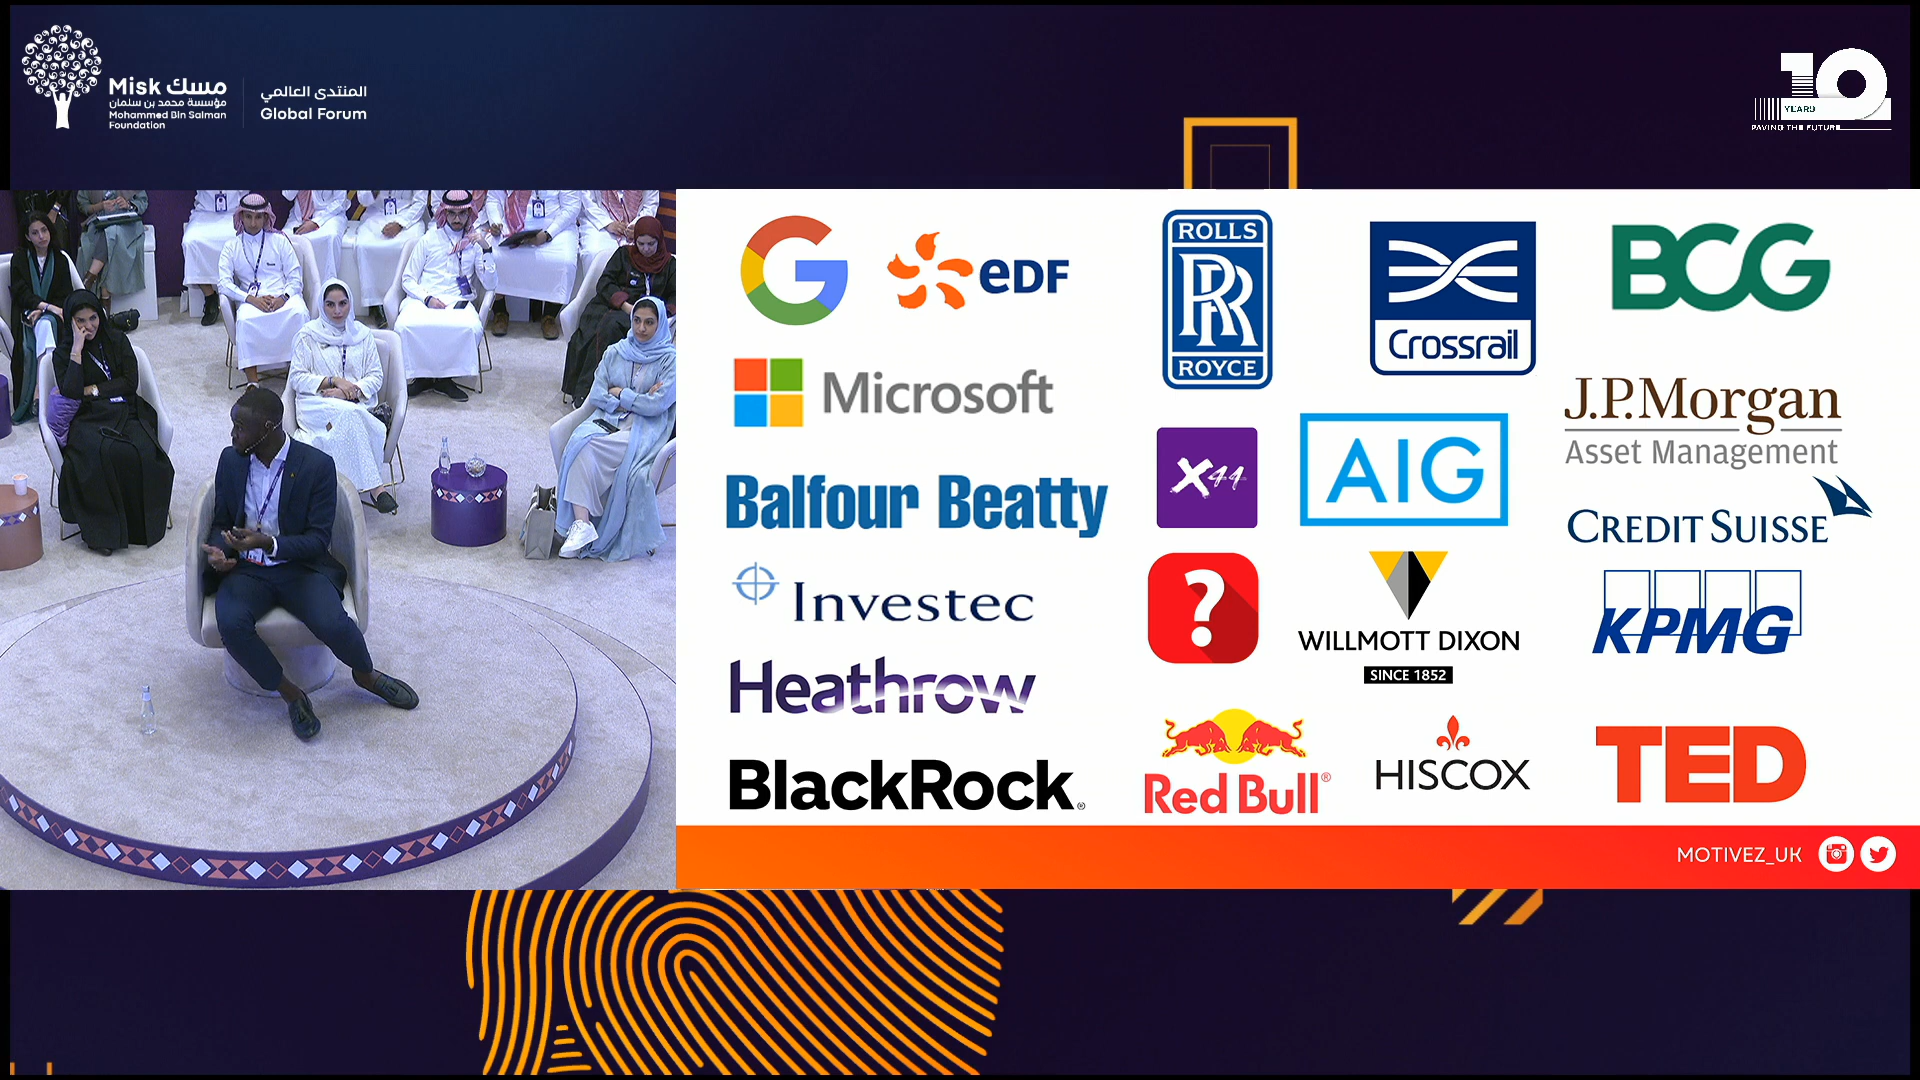 Misk مسك
مؤسسة محمد بن سلمان
Mohammed Bin Salman
Foundation
المنتدى العالمي
Global Forum
10
YEARS
PAVING THE FUTURE
G
eDF
ROLLS
RR
ROYCE
Crossrail
BCG
Microsoft
J.P.Morgan
Asset Management
Balfour Beatty
X44
AIG
CREDIT SUISSE
Investec
?
WILLMOTT DIXON
SINCE 1852
KPMG
Heathrow
BlackRock®
Red Bull®
HISCOX
TED
MOTIVEZ_UK